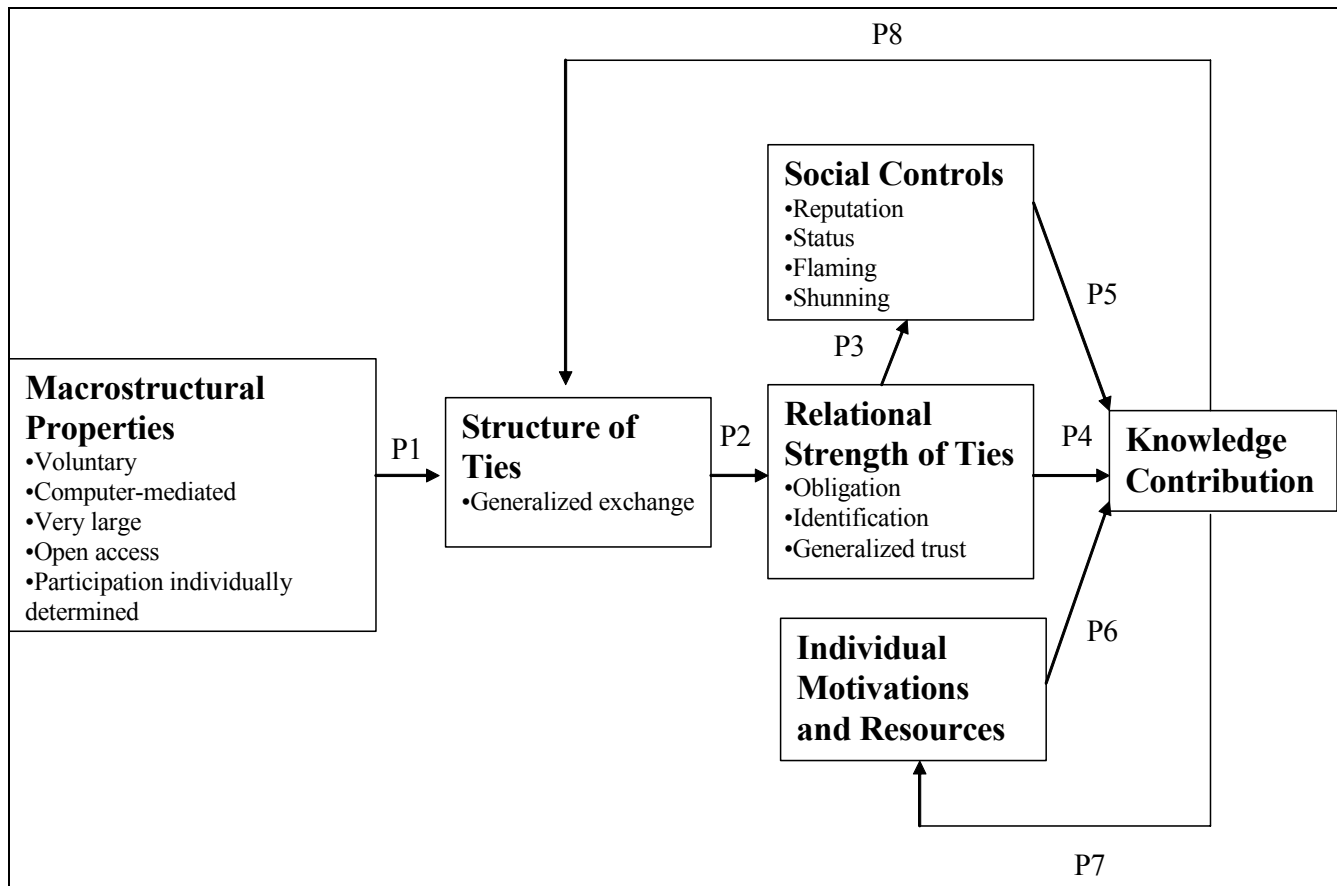 P8
Social Controls
•Reputation
•Status
•Flaming
•Shunning
P5
P3
Macrostructural
Properties
•Voluntary
•Computer-mediated
•Very large
•Open access
•Participation individually
determined
P1
Structure of
Ties
•Generalized exchange
P2
Relational
Strength of Ties
•Obligation
•Identification
•Generalized trust
P4
Knowledge
Contribution
Individual
Motivations
and Resources
P6
P7